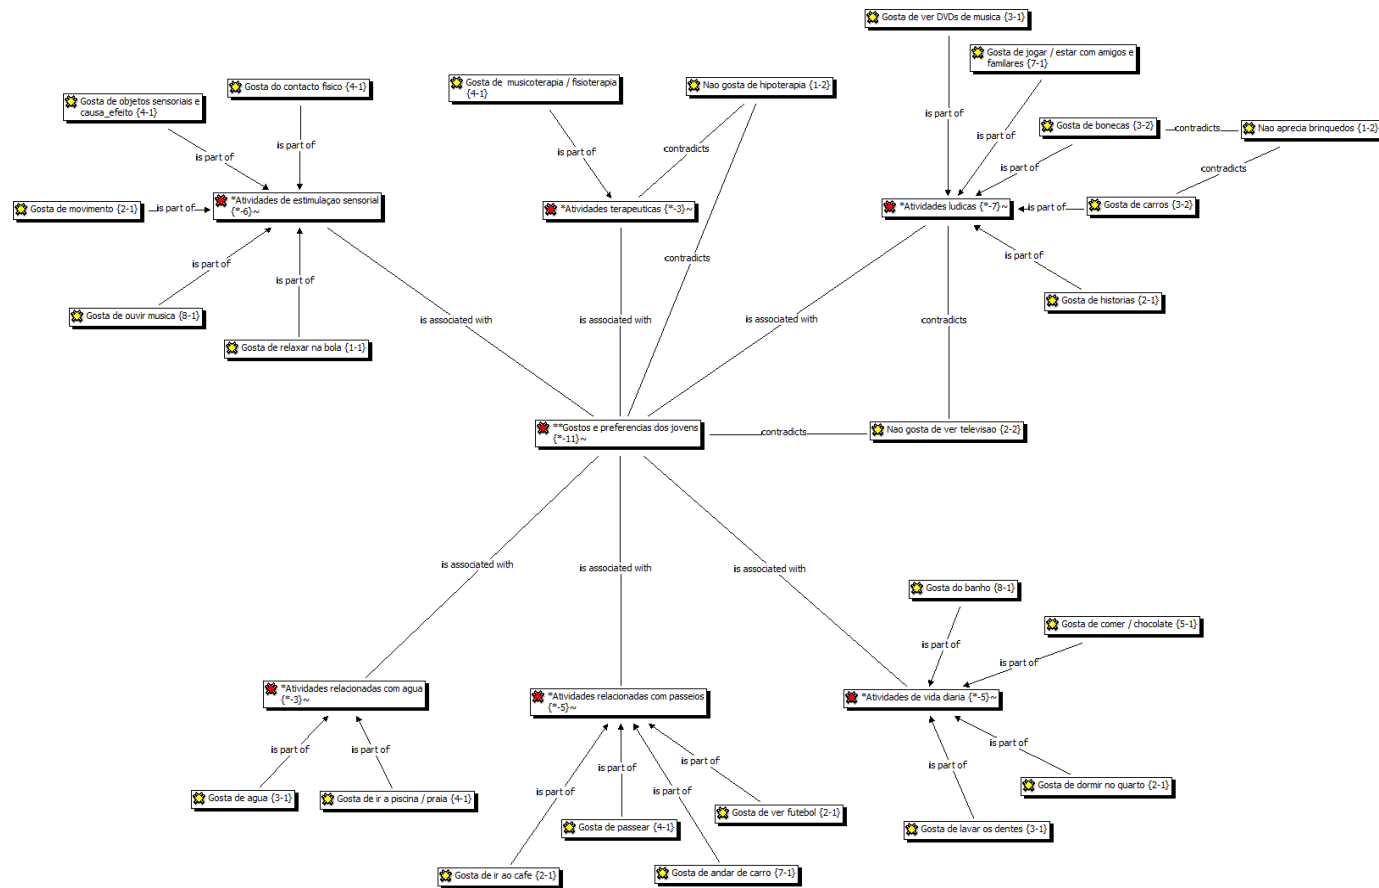 Gosta de ver DVDs de musica {3-1}
Gosta de jogar / estar com amigos e
familares {7-1}
Gosta do contacto fisico {4-1}
Gosta de musicoterapia / fisioterapia
{4-1}
Nao gosta de hipoterapia {1-2}
Gosta de objetos sensoriais e
causa_efeito {4-1}
is part of
Gosta de bonecas {3-2}
contradicts
Nao aprecia brinquedos {1-2}
is part of
is part of
is part of
contradicts
is part of
is part of
contradicts
*Atividades de estimulaçao sensorial
{*-6}~
Gosta de movimento {2-1}
is part of
*Atividades terapeuticas {*-3}~
*Atividades ludicas {*-7}~
is part of
Gosta de carros {3-2}
is part of
is part of
contradicts
is part of
Gosta de historias {2-1}
Gosta de ouvir musica {8-1}
is associated with
is associated with
is associated with
contradicts
Gosta de relaxar na bola {1-1}
**Gostos e preferencias dos jovens
{*-11}~
contradicts
Nao gosta de ver televisao {2-2}
is associated with
is associated with
is associated with
Gosta do banho {8-1}
Gosta de comer / chocolate {5-1}
is part of
is part of
*Atividades relacionadas com agua
{*-3}~
*Atividades relacionadas com passeios
{*-5}~
*Atividades de vida diaria {*-5}~
is part of
is part of
is part of
is part of
is part of
is part of
is part of
is part of
Gosta de agua {3-1}
Gosta de ir a piscina / praia {4-1}
Gosta de dormir no quarto {2-1}
Gosta de ver futebol {2-1}
Gosta de passear {4-1}
Gosta de lavar os dentes {3-1}
Gosta de ir ao cafe {2-1}
Gosta de andar de carro {7-1}